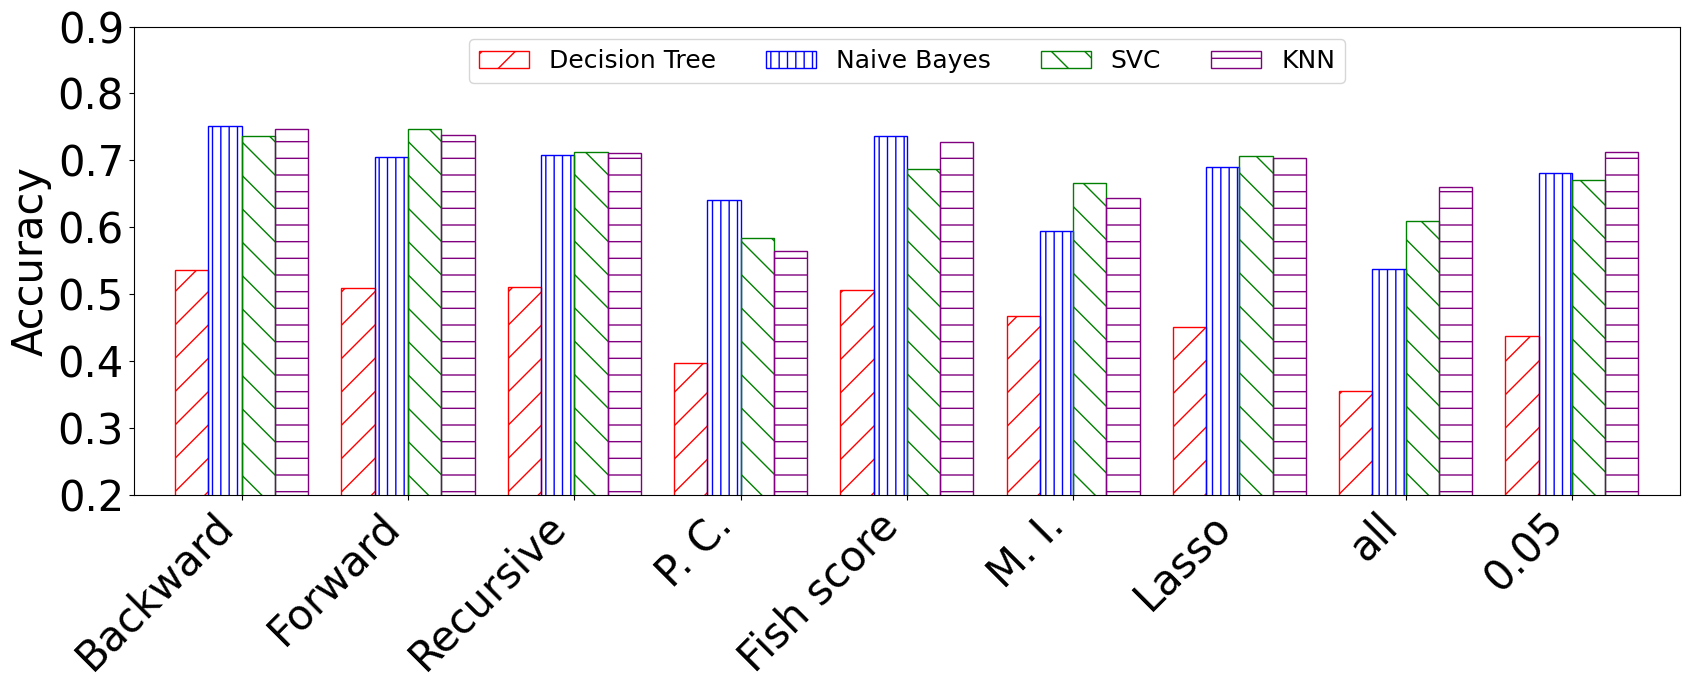 Accuracy
0.9
0.8
0.7
0.6
0.5
0.4
0.3
0.2
Decision Tree Naive Bayes SVC KNN
Backward
Forward
Recursive
P. C.
Fish score
M. I.
Lasso
all
0.05